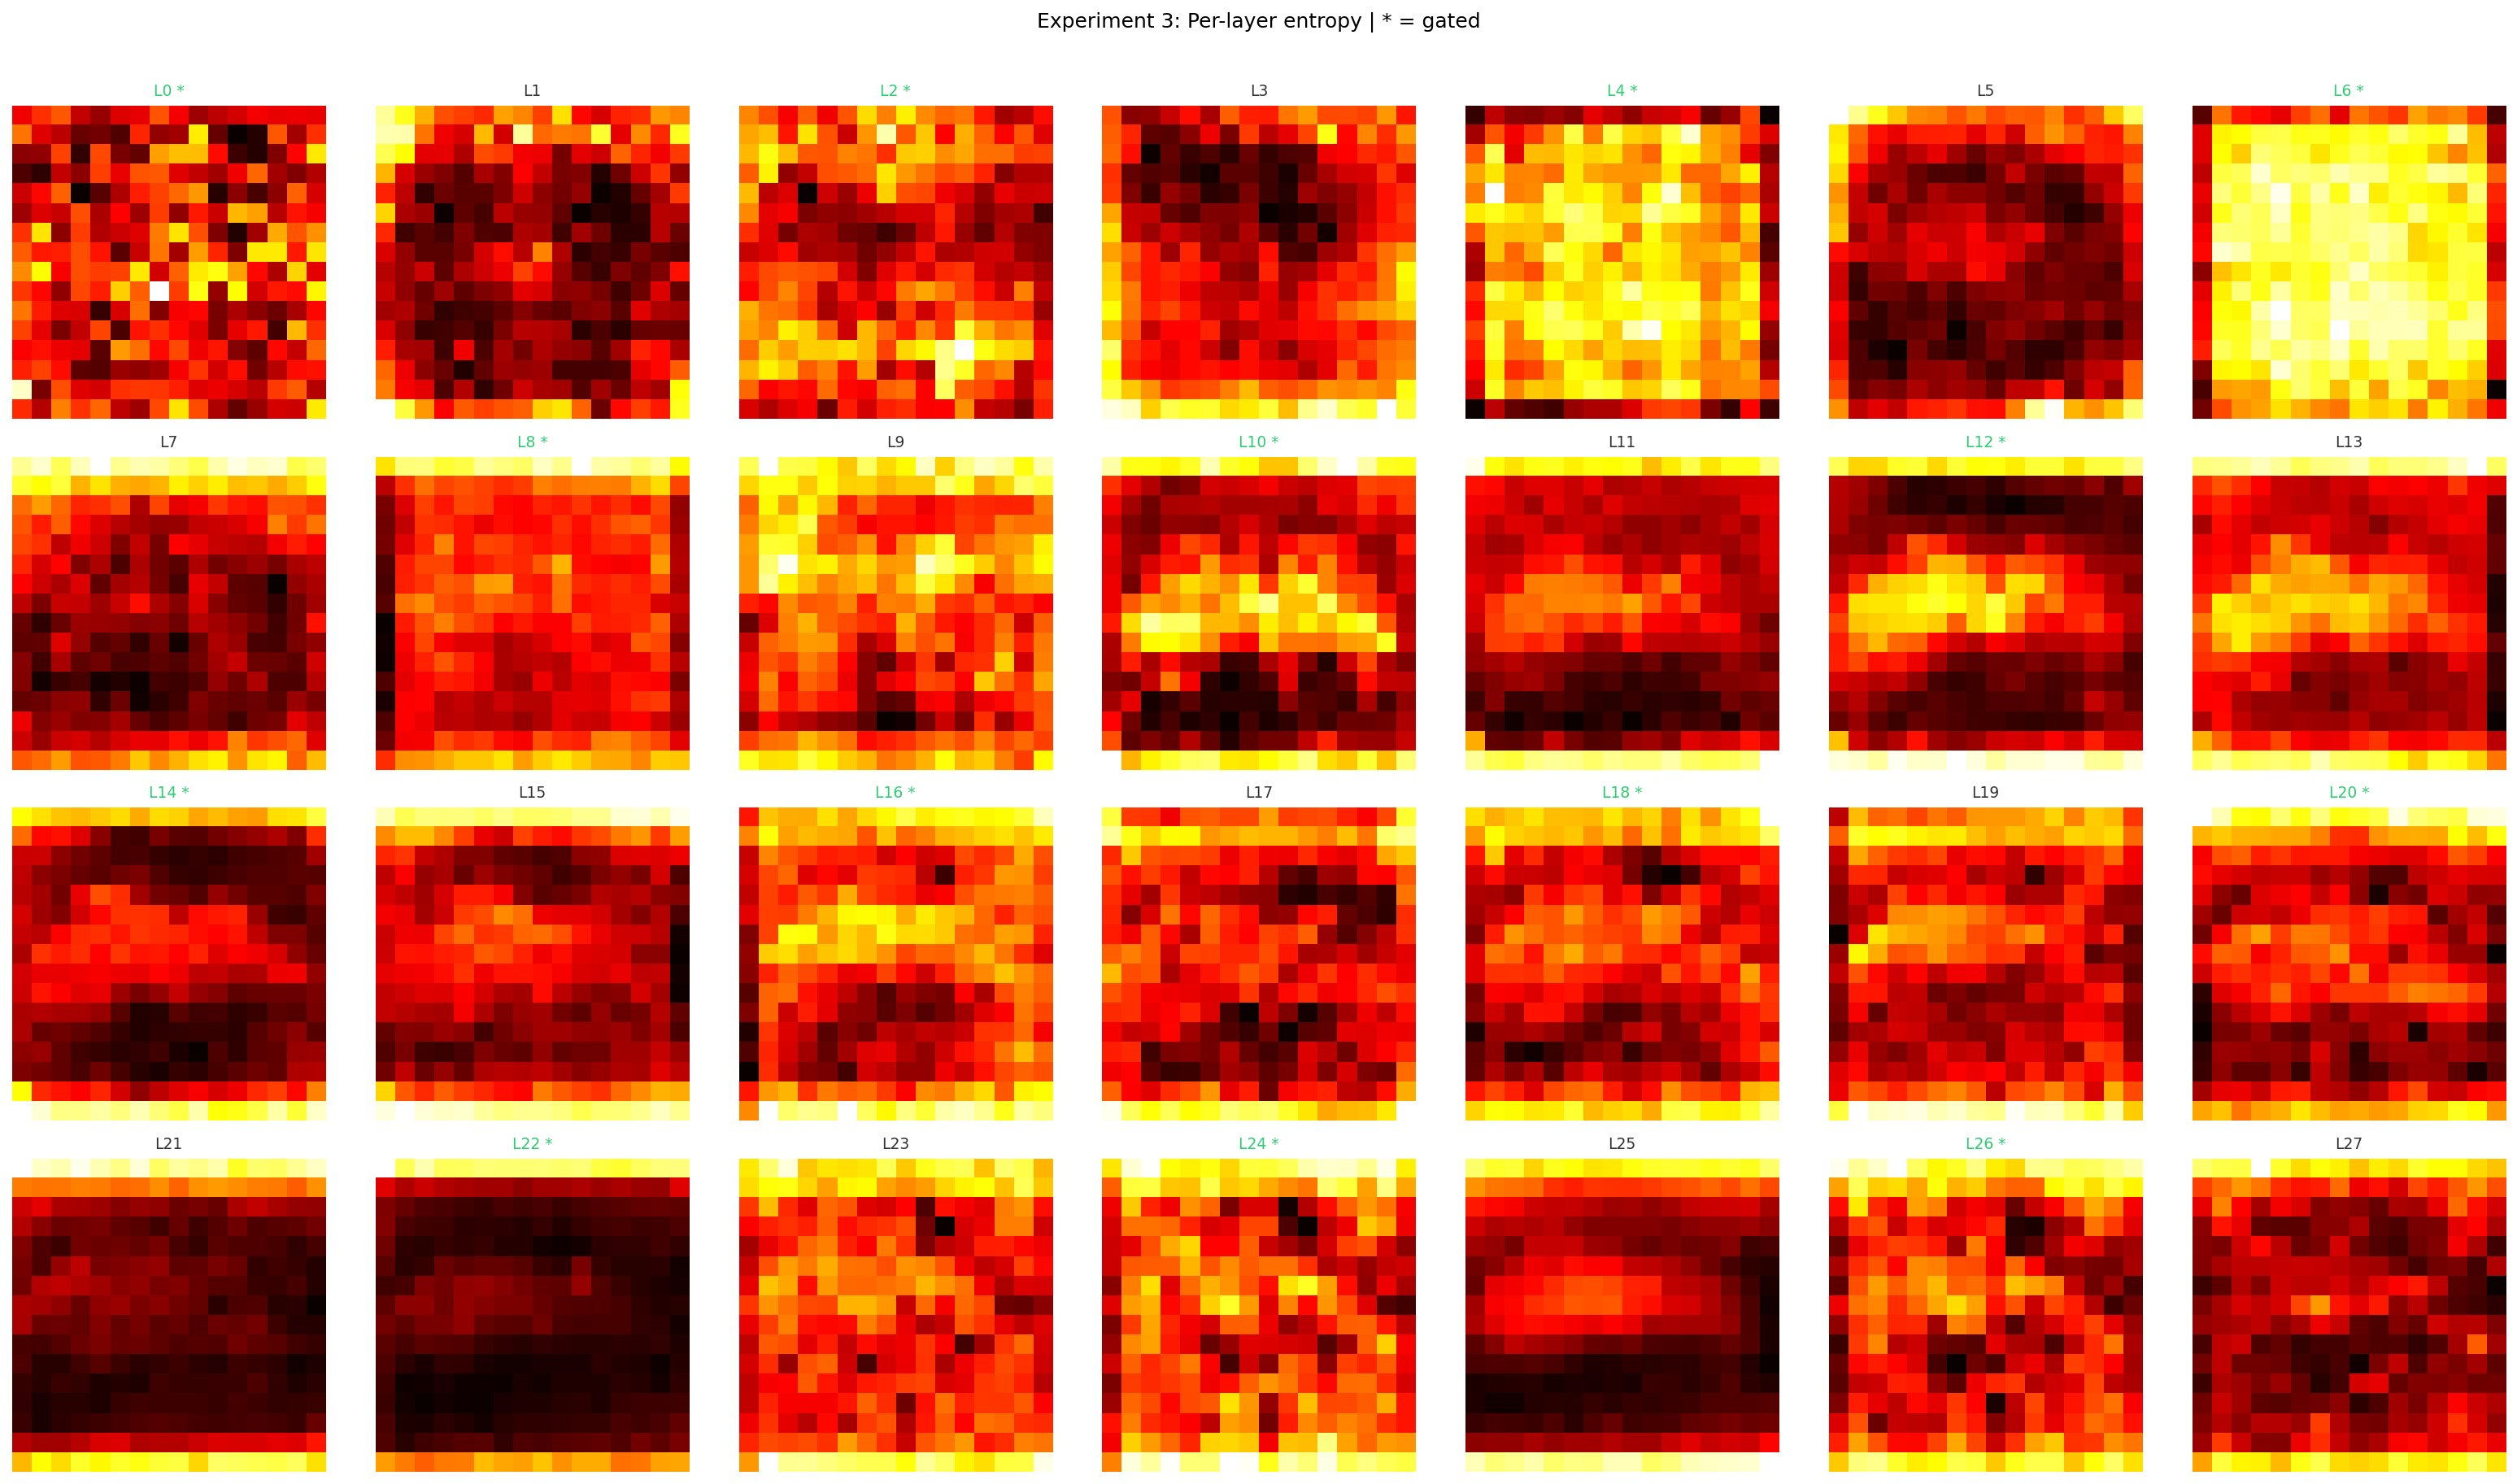 Experiment 3: Per-layer entropy | * = gated
L0 * L1 L2 * L3 L4 * L5 L6 *
L7 L8 * L9 L10 * L11 L12 * L13
L14 * L15 L16 * L17 L18 * L19 L20 *
L21 L22 * L23 L24 * L25 L26 * L27